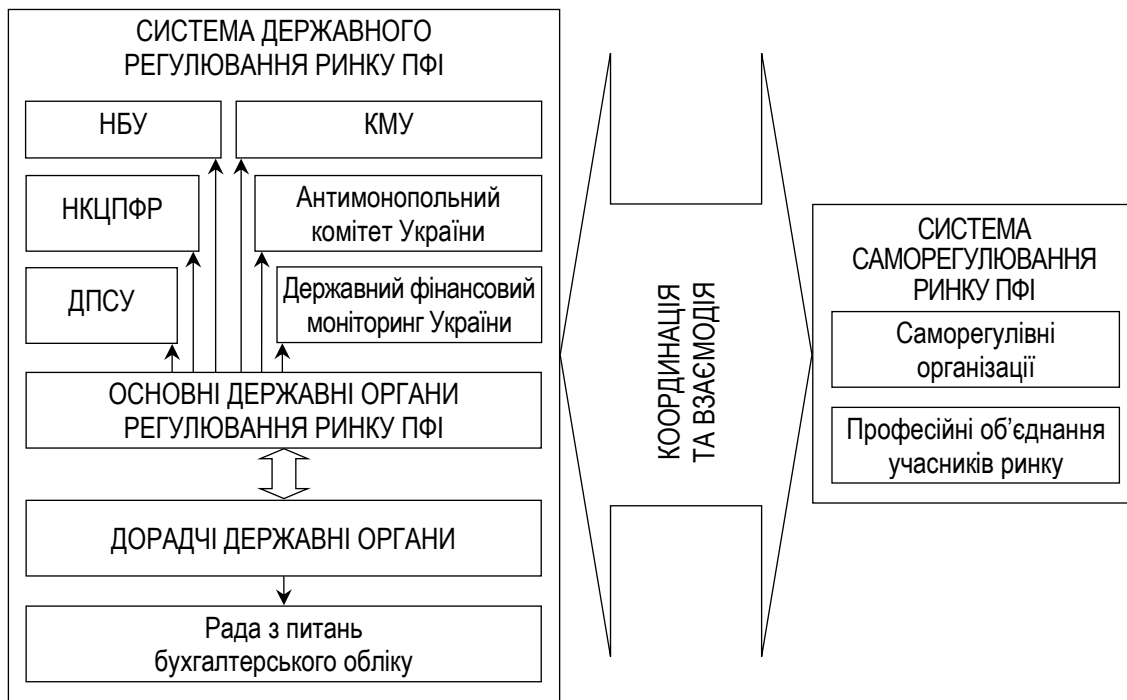 СИСТЕМА ДЕРЖАВНОГО
РЕГУЛЮВАННЯ РИНКУ ПФІ
НБУ
КМУ
НКЦПФР
Антимонопольний
комітет України
ДПСУ
Державний фінансовий
моніторинг України
ОСНОВНІ ДЕРЖАВНІ ОРГАНИ
РЕГУЛЮВАННЯ РИНКУ ПФІ
ДОРАДЧІ ДЕРЖАВНІ ОРГАНИ
Рада з питань
бухгалтерського обліку
КООРДИНАЦІЯ
ТА ВЗАЄМОДІЯ
СИСТЕМА
САМОРЕГУЛЮВАННЯ
РИНКУ ПФІ
Саморегулівні
організації
Професійні об’єднання
учасників ринку